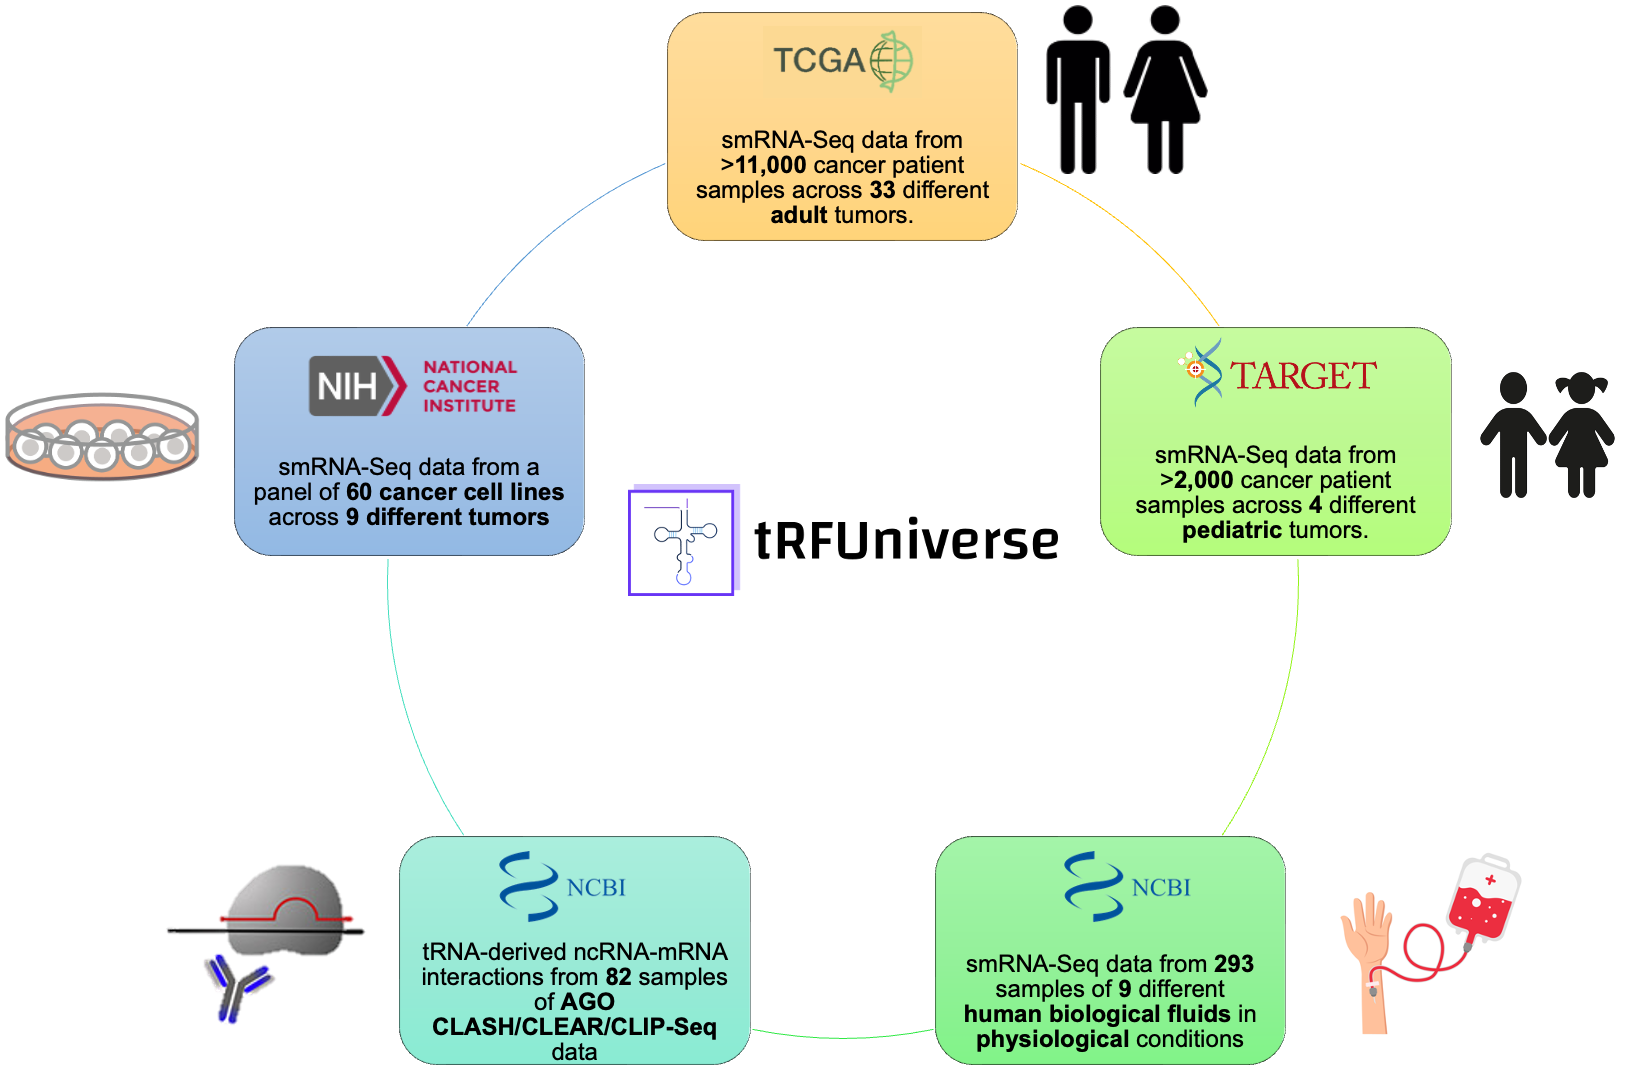 TCGA
smRNA-Seq data from
>11,000 cancer patient
samples across 33 different
adult tumors.
NIH
NATIONAL
CANCER
INSTITUTE
smRNA-Seq data from a
panel of 60 cancer cell lines
across 9 different tumors
TARGET
smRNA-Seq data from
>2,000 cancer patient
samples across 4 different
pediatric tumors.
tRFUniverse
NCBI
tRNA-derived ncRNA-mRNA
interactions from 82 samples
of AGO
CLASH/CLEAR/CLIP-Seq
data
NCBI
smRNA-Seq data from 293
samples of 9 different
human biological fluids in
physiological conditions